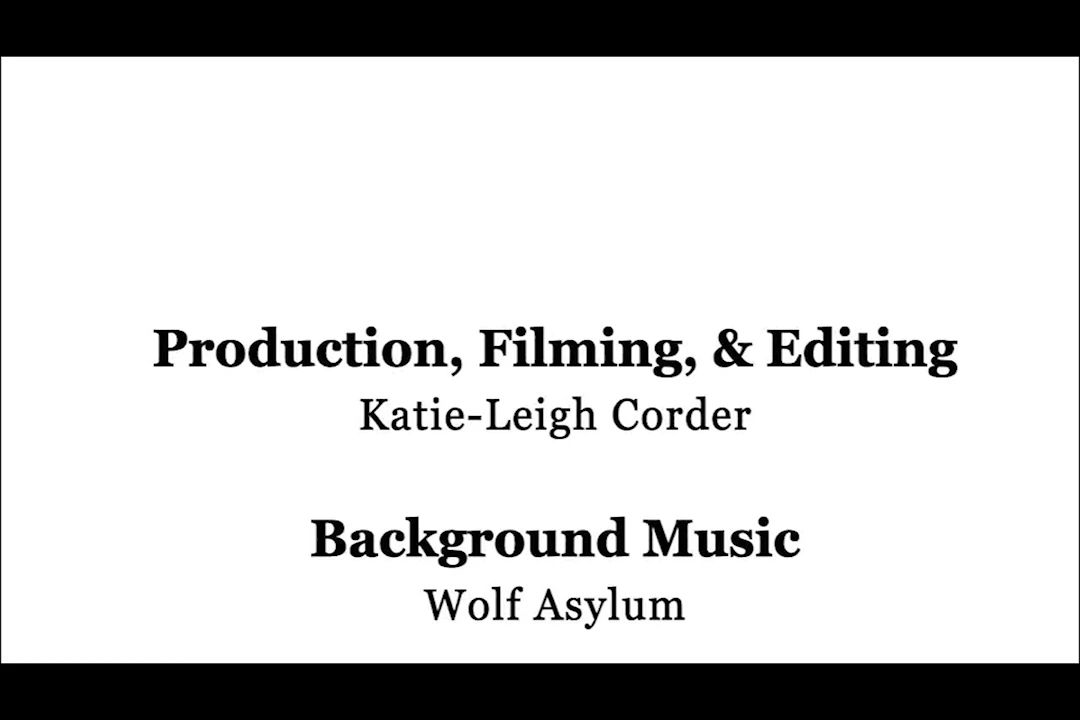 Production, Filming, & Editing
Katie-Leigh Corder
Background Music
Wolf Asylum